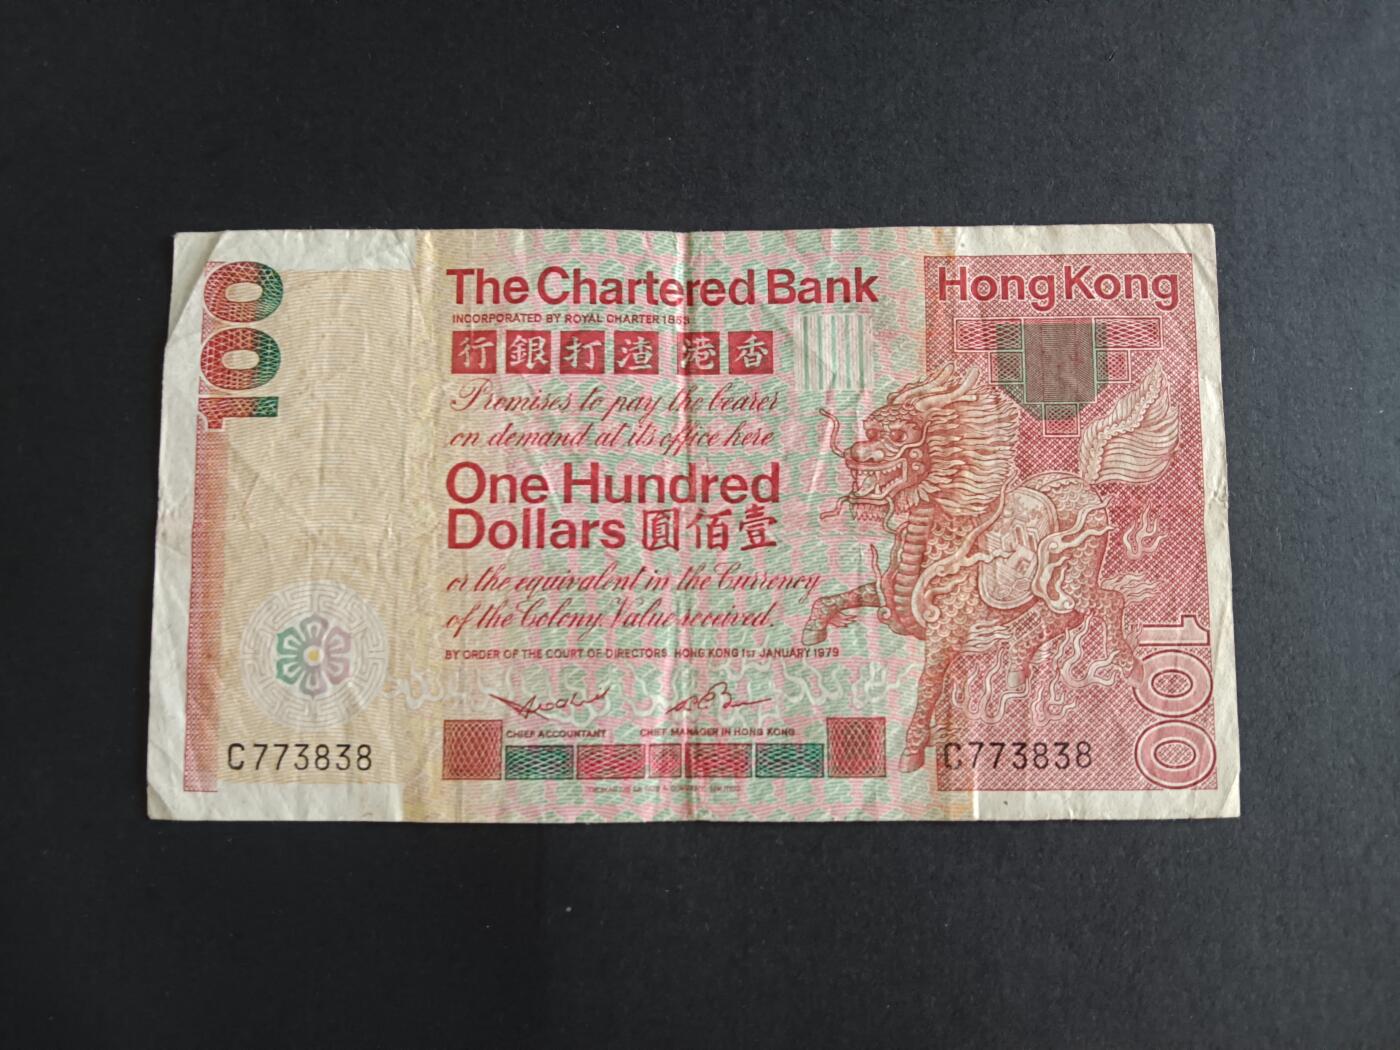 100
The Chartered Bank
INCORPORATED BY ROYAL CHARTER 1853
行銀打渣 港香
Promises to pay the bearer
on demand at its office here
One Hundred
Dollars 圓佰壹
or the equivalent in the Currency
of the Colony, Value received.
BY ORDER OF THE COURT OF DIRECTORS. HONG KONG 1ST JANUARY 1979
CHIEF ACCOUNTANT CHIEF MANAGER IN HONG KONG
C773838
Hong Kong
100
C773838